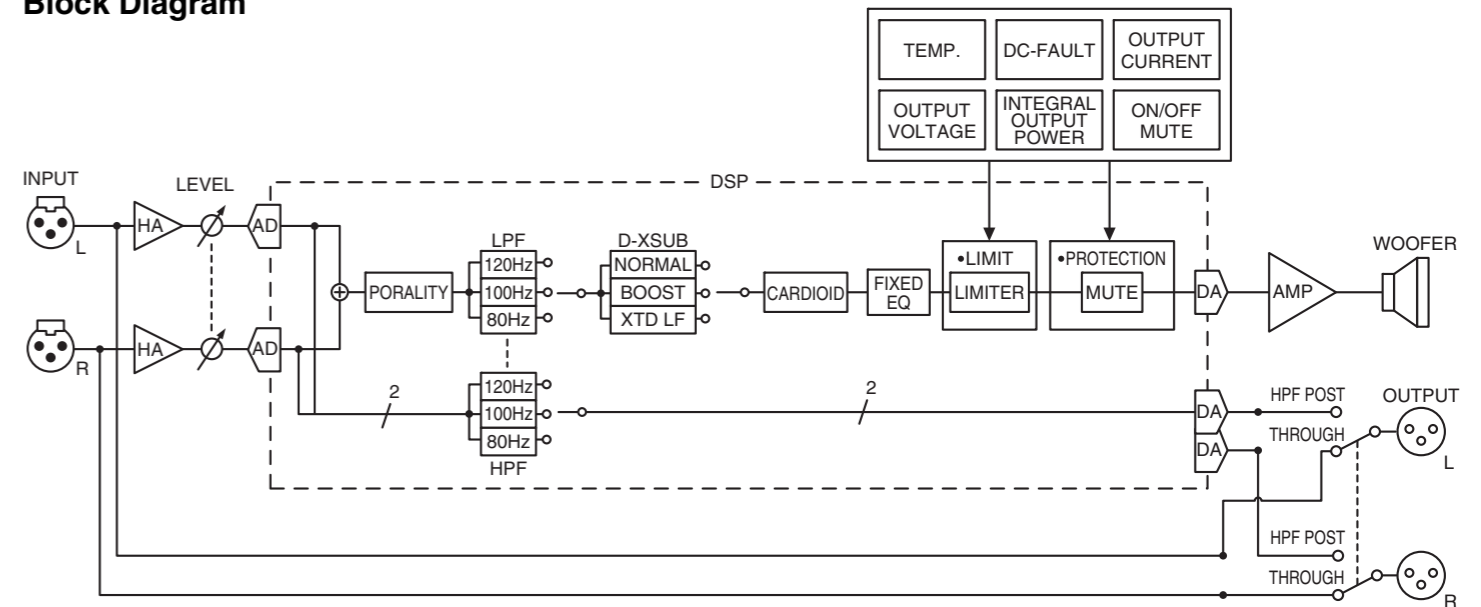 Block Diagram
TEMP.
DC-FAULT
OUTPUT
CURRENT
OUTPUT
VOLTAGE
INTEGRAL
OUTPUT
POWER
ON/OFF
MUTE
INPUT
L
LEVEL
HA
AD
DSP
LPF
120Hz
100Hz
80Hz
D-XSUB
NORMAL
BOOST
XTD LF
PORALITY
CARDIOID
FIXED
EQ
•LIMIT
LIMITER
•PROTECTION
MUTE
DA
AMP
WOOFER
R
HA
AD
2
120Hz
100Hz
80Hz
HPF
2
DA
DA
HPF POST
THROUGH
OUTPUT
L
HPF POST
THROUGH
R